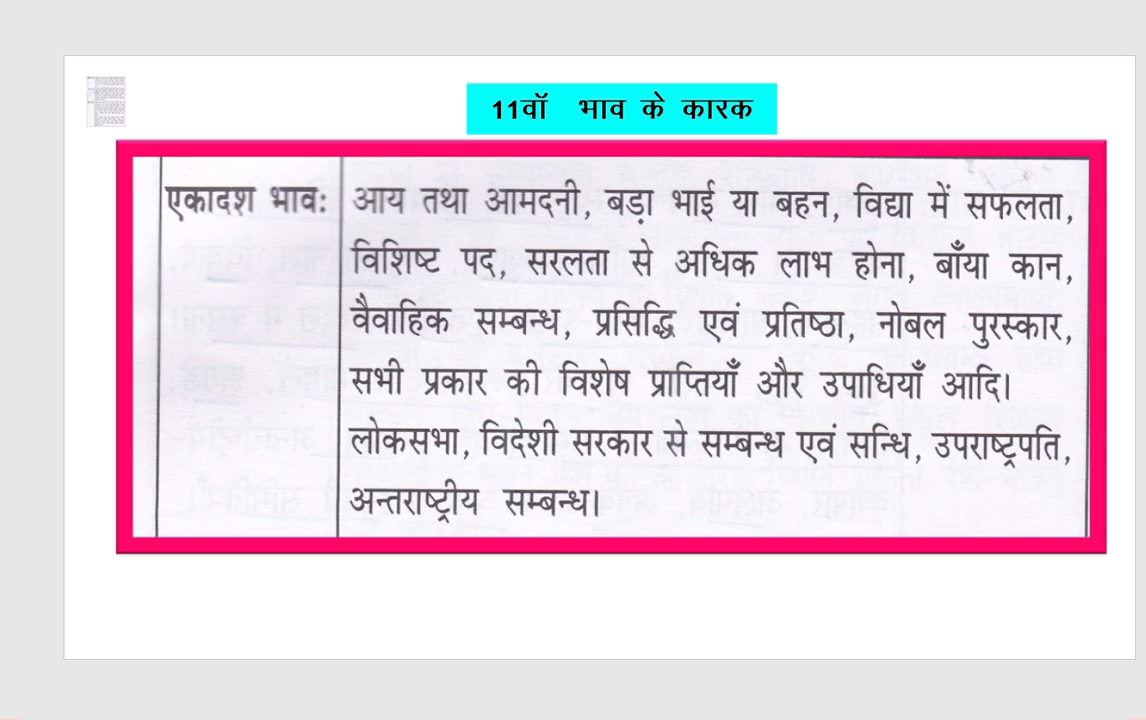 11वॉ भाव के कारक
एकादश भावः आय तथा आमदनी, बड़ा भाई या बहन, विद्या में सफलता,
विशिष्ट पद, सरलता से अधिक लाभ होना, बाँया कान,
वैवाहिक सम्बन्ध, प्रसिद्धि एवं प्रतिष्ठा, नोबल पुरस्कार,
सभी प्रकार की विशेष प्राप्तियाँ और उपाधियाँ आदि।
लोकसभा, विदेशी सरकार से सम्बन्ध एवं सन्धि, उपराष्ट्रपति,
अन्तराष्ट्रीय सम्बन्ध।